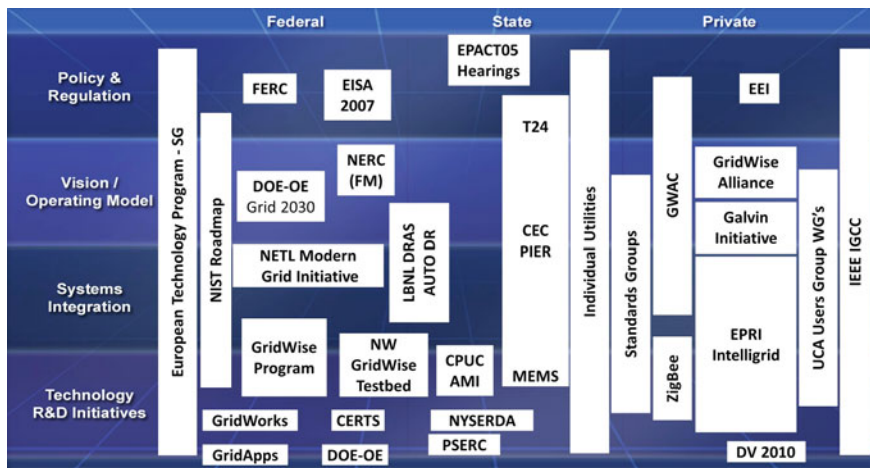 Federal
State
Private
Policy &
Regulation
Vision /
Operating Model
Systems
Integration
Technology
R&D Initiatives
European Technology Program - SG
NIST Roadmap
FERC
EISA
2007
NERC
(FM)
DOE-OE
Grid 2030
NETL Modern
Grid Initiative
LBNL DRAS
AUTO DR
GridWise
Program
NW
GridWise
Testbed
GridWorks
CERTS
GridApps
DOE-OE
EPACT05
Hearings
T24
CEC
PIER
MEMS
CPUC
AMI
NYSERDA
PSERC
Individual Utilities
Standards Groups
GWAC
ZigBee
EEI
GridWise
Alliance
Galvin
Initiative
EPRI
Intelligrid
DV 2010
UCA Users Group WG's
IEEE IGCC